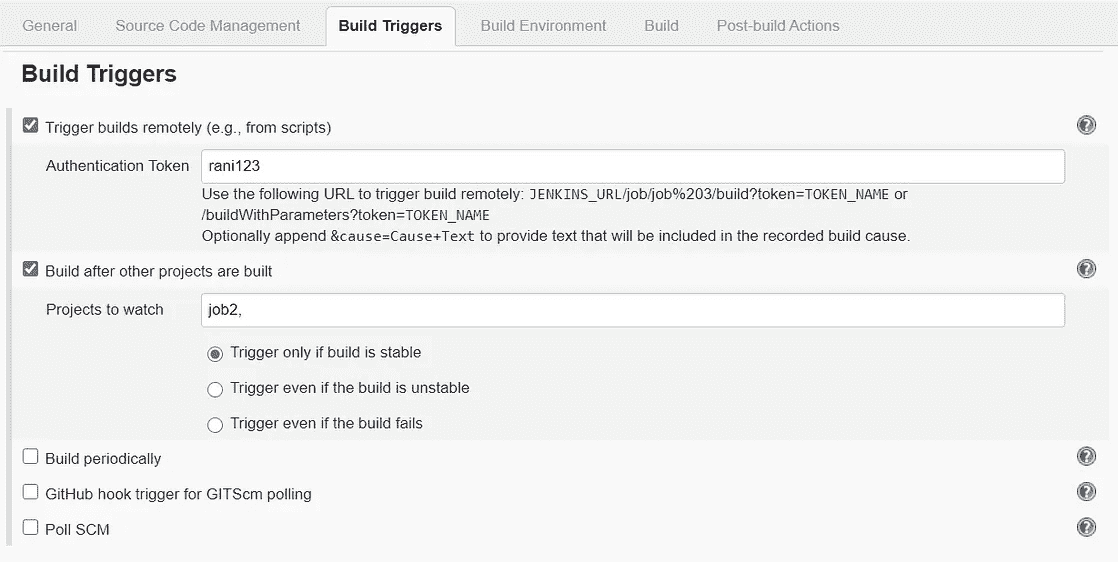 General Source Code Management Build Triggers Build Environment Build Post-build Actions
Build Triggers
Trigger builds remotely (e.g., from scripts)
Authentication Token rani123
Use the following URL to trigger build remotely: JENKINS_URL/job/job%203/build?token=TOKEN_NAME or
/buildWithParameters?token=TOKEN_NAME
Optionally append &cause=Cause+Text to provide text that will be included in the recorded build cause.
Build after other projects are built
Projects to watch job2,
Trigger only if build is stable
Trigger even if the build is unstable
Trigger even if the build fails
Build periodically
GitHub hook trigger for GITScm polling
Poll SCM